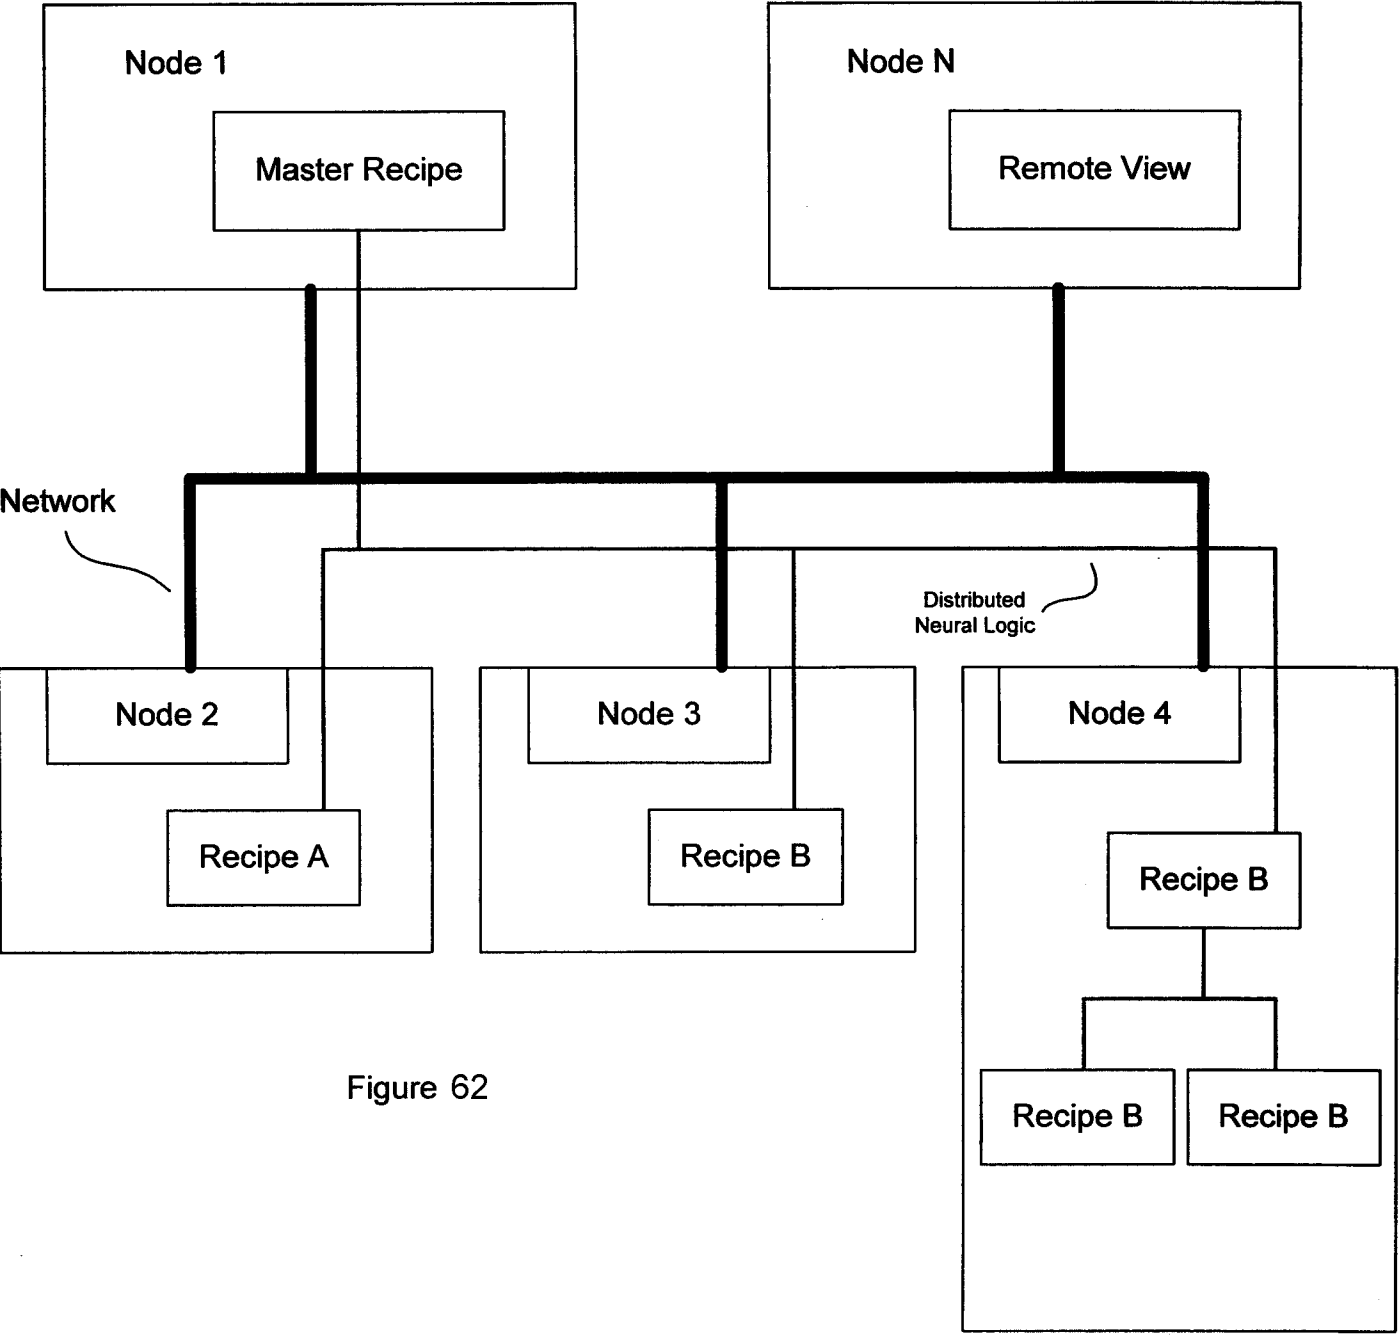 Node 1
Node N
Master Recipe
Remote View
Network
Distributed
Neural Logic
Node 2
Node 3
Node 4
Recipe A
Recipe B
Recipe B
Recipe B
Recipe B
Figure 62